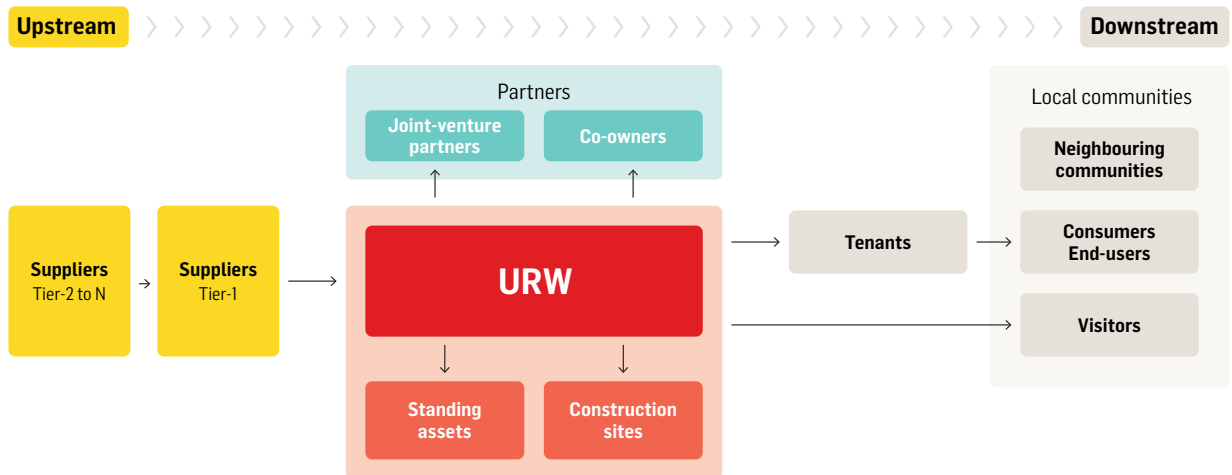 Upstream
Downstream
Partners
Joint-venture
partners
Co-owners
Local communities
Neighbouring
communities
Suppliers
Tier-2 to N
Suppliers
Tier-1
URW
Tenants
Consumers
End-users
Visitors
Standing
assets
Construction
sites